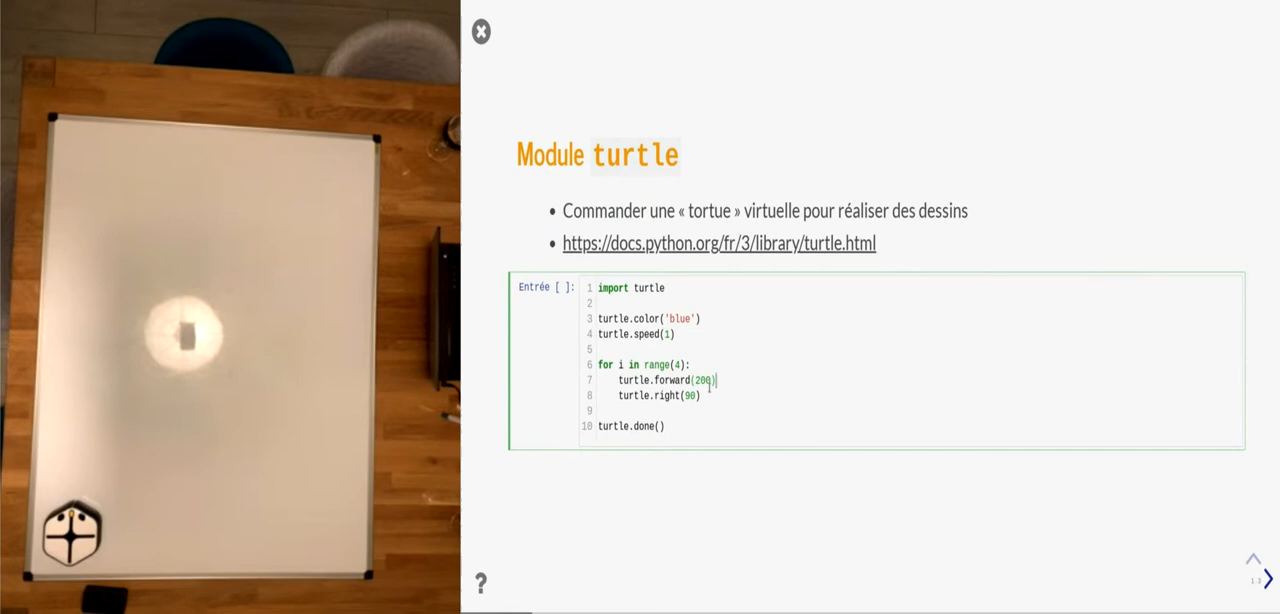 Module turtle
• Commander une « tortue » virtuelle pour réaliser des dessins
• https://docs.python.org/fr/3/library/turtle.html
Entrée [ ]:
1 import turtle
2
3 turtle.color('blue')
4 turtle.speed(1)
5
6 for i in range(4):
7 turtle.forward(200)
8 turtle.right(90)
9
10 turtle.done()
?
1.3